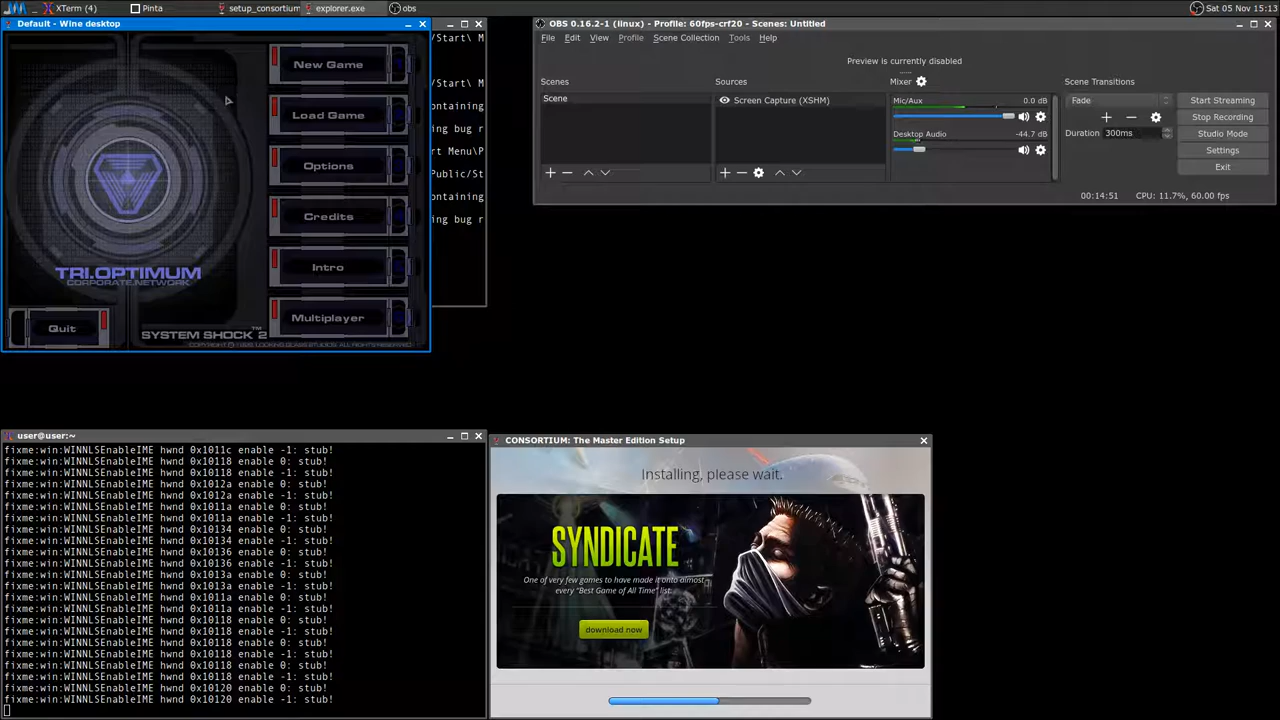 XTerm (4)
Pinta
setup_consortium
explorer.exe
obs
Sat 05 Nov 15:13
Default - Wine desktop
New Game
Load Game
Options
Credits
Intro
Multiplayer
Quit
TRI.OPTIMUM
CORPORATE.NETWORK
SYSTEM SHOCK 2
/Start\ M
/Start\ M
ontaining
ing bug r
rt Menu\P
Public/St
ontaining
ing bug r
OBS 0.16.2-1 (linux) - Profile: 60fps-crf20 - Scenes: Untitled
File Edit View Profile Scene Collection Tools Help
Preview is currently disabled
Scenes
Scene
Sources
Screen Capture (XSHM)
Mixer
Mic/Aux 0.0 dB
Desktop Audio -44.7 dB
Scene Transitions
Fade
Duration 300ms
Start Streaming
Stop Recording
Studio Mode
Settings
Exit
00:14:51 CPU: 11.7%, 60.00 fps
user@user:~
fixme:win:WINNLSEnableIME hwnd 0x1011c enable -1: stub!
fixme:win:WINNLSEnableIME hwnd 0x10118 enable 0: stub!
fixme:win:WINNLSEnableIME hwnd 0x10118 enable -1: stub!
fixme:win:WINNLSEnableIME hwnd 0x1012a enable 0: stub!
fixme:win:WINNLSEnableIME hwnd 0x1012a enable -1: stub!
fixme:win:WINNLSEnableIME hwnd 0x1011a enable 0: stub!
fixme:win:WINNLSEnableIME hwnd 0x1011a enable -1: stub!
fixme:win:WINNLSEnableIME hwnd 0x10134 enable 0: stub!
fixme:win:WINNLSEnableIME hwnd 0x10134 enable -1: stub!
fixme:win:WINNLSEnableIME hwnd 0x10136 enable 0: stub!
fixme:win:WINNLSEnableIME hwnd 0x10136 enable -1: stub!
fixme:win:WINNLSEnableIME hwnd 0x1013a enable 0: stub!
fixme:win:WINNLSEnableIME hwnd 0x1013a enable -1: stub!
fixme:win:WINNLSEnableIME hwnd 0x1011a enable 0: stub!
fixme:win:WINNLSEnableIME hwnd 0x1011a enable -1: stub!
fixme:win:WINNLSEnableIME hwnd 0x10118 enable 0: stub!
fixme:win:WINNLSEnableIME hwnd 0x10118 enable -1: stub!
fixme:win:WINNLSEnableIME hwnd 0x10118 enable 0: stub!
fixme:win:WINNLSEnableIME hwnd 0x10118 enable -1: stub!
fixme:win:WINNLSEnableIME hwnd 0x10118 enable 0: stub!
fixme:win:WINNLSEnableIME hwnd 0x10118 enable -1: stub!
fixme:win:WINNLSEnableIME hwnd 0x10120 enable 0: stub!
fixme:win:WINNLSEnableIME hwnd 0x10120 enable -1: stub!
CONSORTIUM: The Master Edition Setup
Installing, please wait.
SYNDICATE
One of very few games to have made it onto almost
every "Best Game of All Time" list.
download now